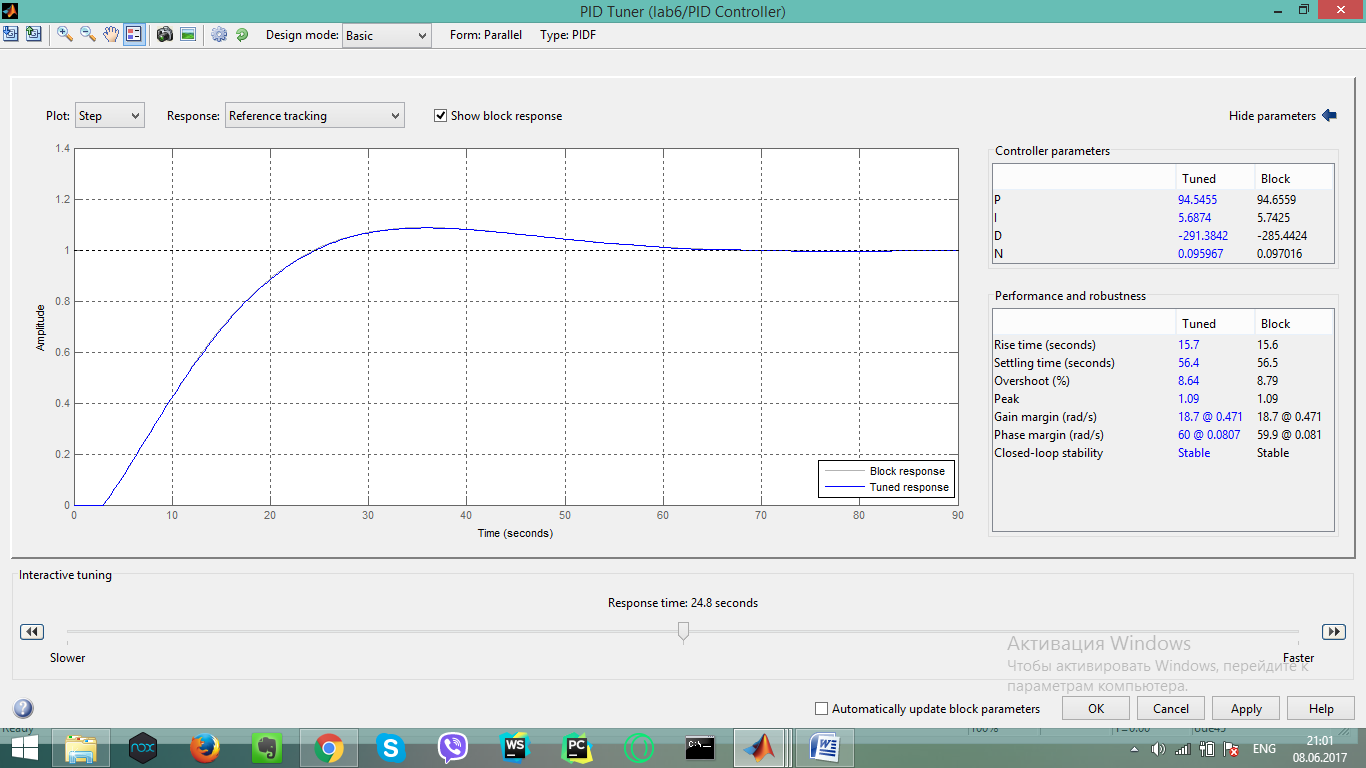 PID Tuner (lab6/PID Controller)
Design mode: Basic Form: Parallel Type: PIDF
Plot: Step Response: Reference tracking Show block response Hide parameters
1.4
1.2
1
0.8
0.6
0.4
0.2
0
Amplitude
0 10 20 30 40 50 60 70 80 90
Time (seconds)
Block response
Tuned response
Controller parameters
Tuned Block
P 94.5455 94.6559
I 5.6874 5.7425
D -291.3842 -285.4424
N 0.095967 0.097016
Performance and robustness
Tuned Block
Rise time (seconds) 15.7 15.6
Settling time (seconds) 56.4 56.5
Overshoot (%) 8.64 8.79
Peak 1.09 1.09
Gain margin (rad/s) 18.7 @ 0.471 18.7 @ 0.471
Phase margin (rad/s) 60 @ 0.0807 59.9 @ 0.081
Closed-loop stability Stable Stable
Interactive tuning
Response time: 24.8 seconds
Slower Faster
Активация Windows
Чтобы активировать Windows, перейдите к
параметрам компьютера.
Automatically update block parameters OK Cancel Apply Help
Ready 100%
nox S WS PC C:\ W ENG 21:01
08.06.2017